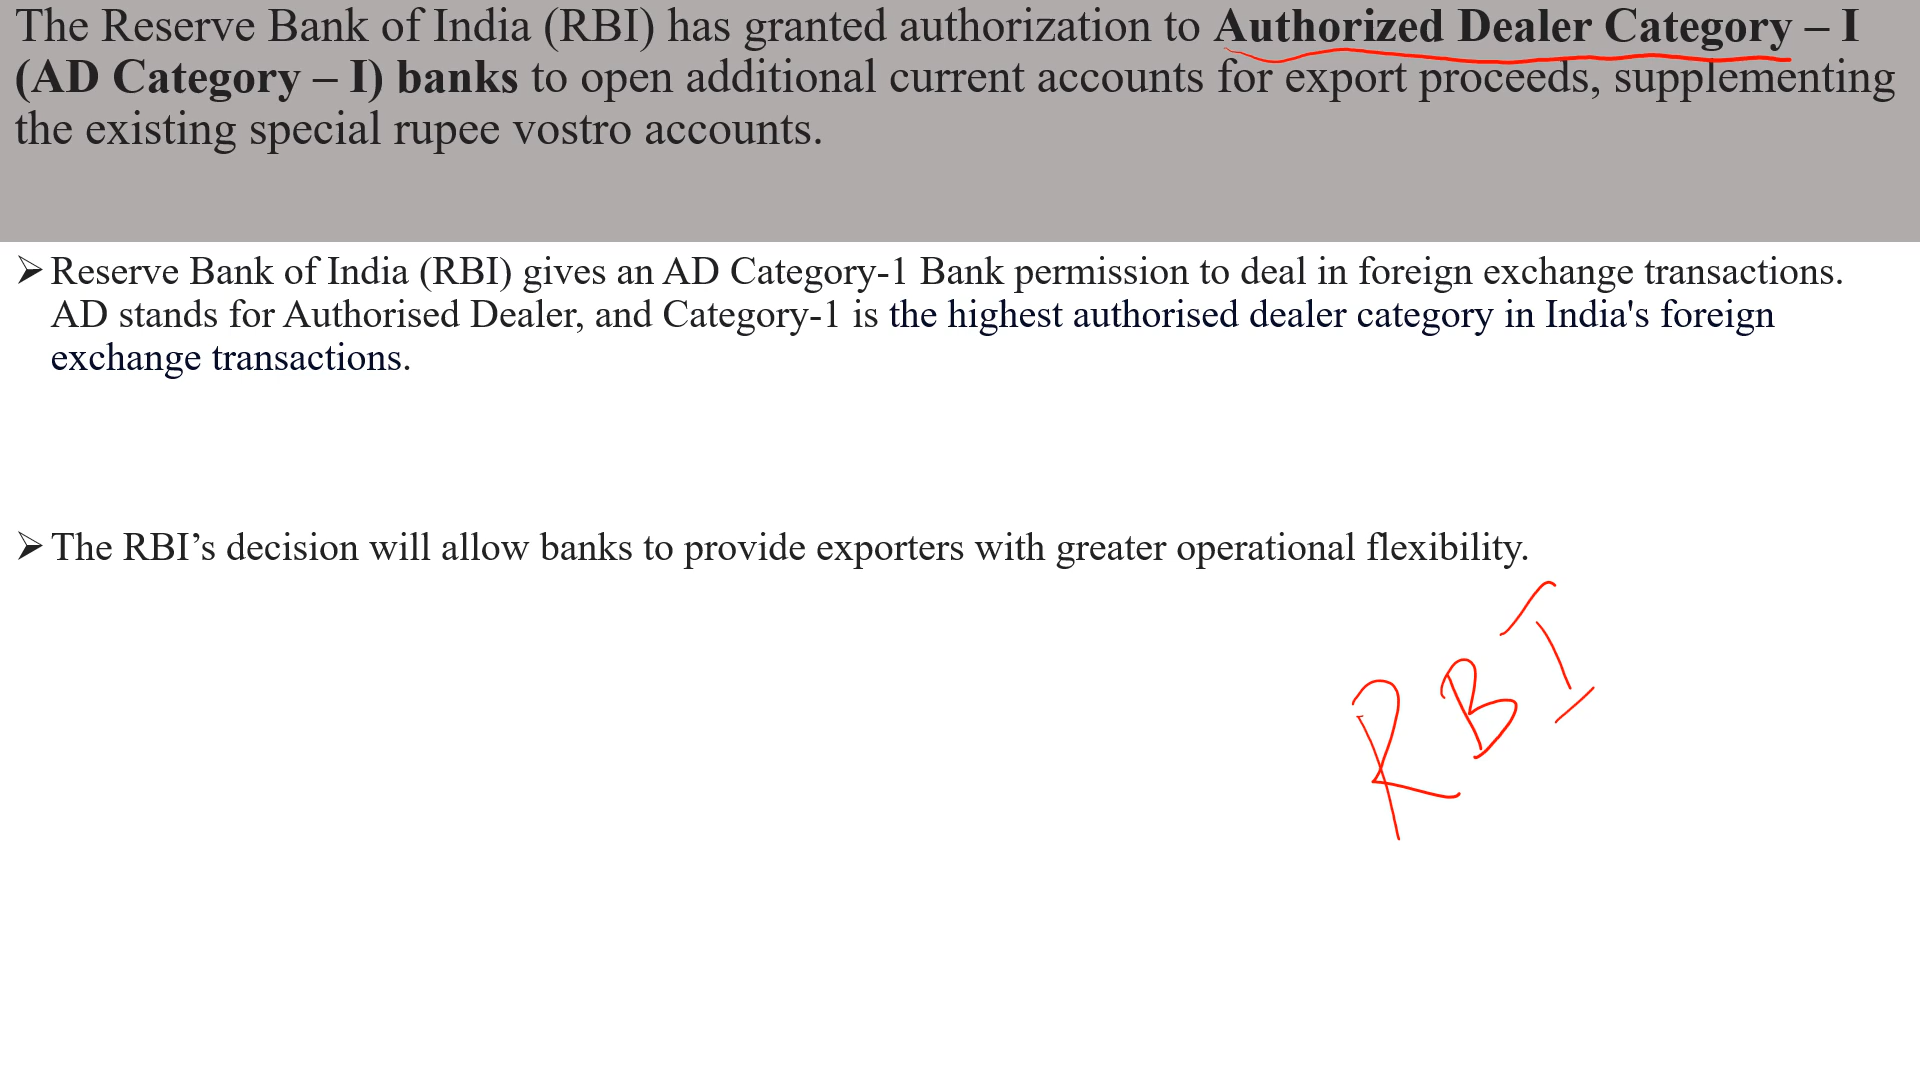 The Reserve Bank of India (RBI) has granted authorization to Authorized Dealer Category – I
(AD Category – I) banks to open additional current accounts for export proceeds, supplementing
the existing special rupee vostro accounts.
➢ Reserve Bank of India (RBI) gives an AD Category-1 Bank permission to deal in foreign exchange transactions.
AD stands for Authorised Dealer, and Category-1 is the highest authorised dealer category in India's foreign
exchange transactions.
➢ The RBI’s decision will allow banks to provide exporters with greater operational flexibility.
RBI